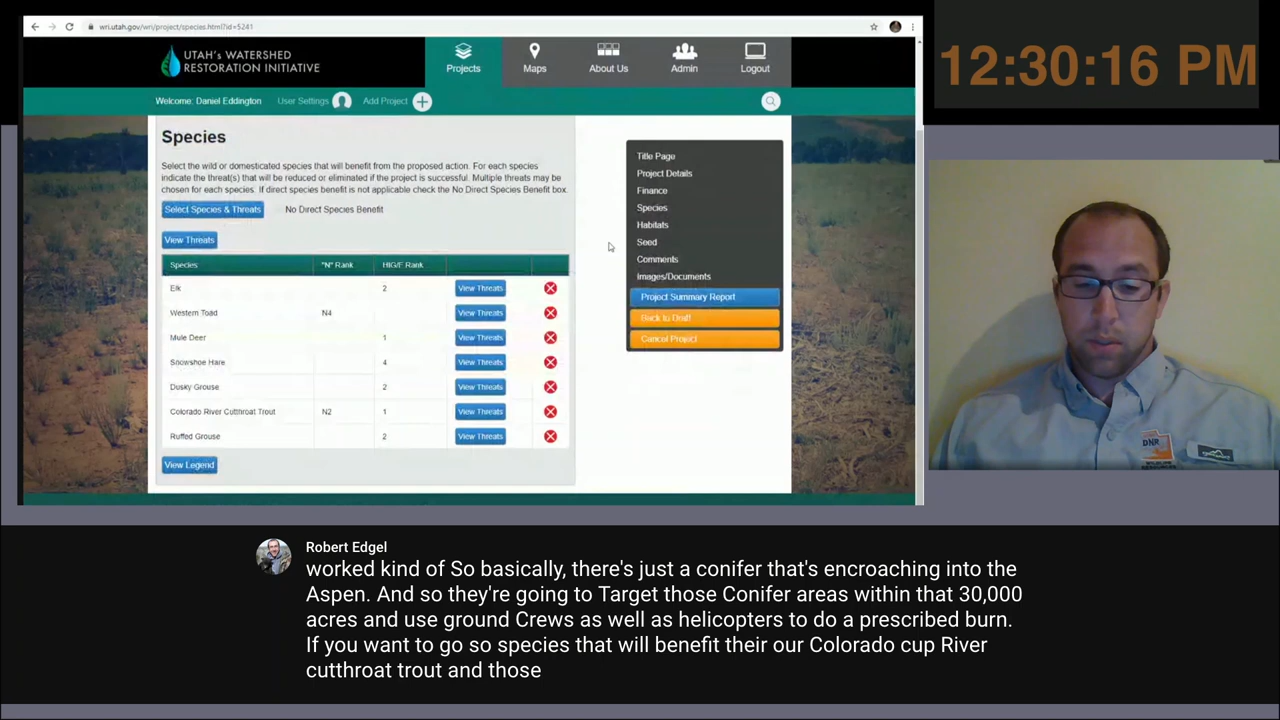 wri.utah.gov/wri/project/species.html?id=5241
12:30:16 PM
UTAH'S WATERSHED
RESTORATION INITIATIVE
Projects
Maps
About Us
Admin
Logout
Welcome: Daniel Eddington
User Settings
Add Project
Species
Select the wild or domesticated species that will benefit from the proposed action. For each species
indicate the threat(s) that will be reduced or eliminated if the project is successful. Multiple threats may be
chosen for each species. If direct species benefit is not applicable check the No Direct Species Benefit box.
Select Species & Threats
No Direct Species Benefit
View Threats
Species "N" Rank HIG/F Rank
Elk 2 View Threats
Western Toad N4 View Threats
Mule Deer 1 View Threats
Snowshoe Hare 4 View Threats
Dusky Grouse 2 View Threats
Colorado River Cutthroat Trout N2 1 View Threats
Ruffed Grouse 2 View Threats
View Legend
Title Page
Project Details
Finance
Species
Habitats
Seed
Comments
Images/Documents
Project Summary Report
Back to Draft
Cancel Project
DNR
Robert Edgel
worked kind of So basically, there's just a conifer that's encroaching into the
Aspen. And so they're going to Target those Conifer areas within that 30,000
acres and use ground Crews as well as helicopters to do a prescribed burn.
If you want to go so species that will benefit their our Colorado cup River
cutthroat trout and those